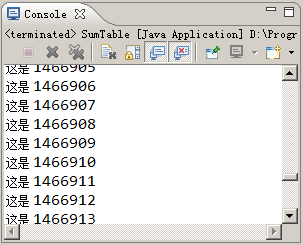 Console
<terminated> SumTable [Java Application] D:\Progr
这是 1466905
这是 1466906
这是 1466907
这是 1466908
这是 1466909
这是 1466910
这是 1466911
这是 1466912
这是 1466913